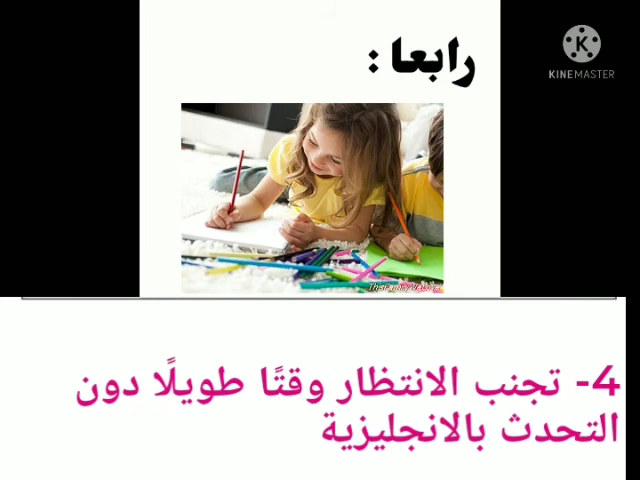 رابعا :
K
KINEMASTER
4- تجنب الانتظار وقتًا طويلًا دون
التحدث بالانجليزية